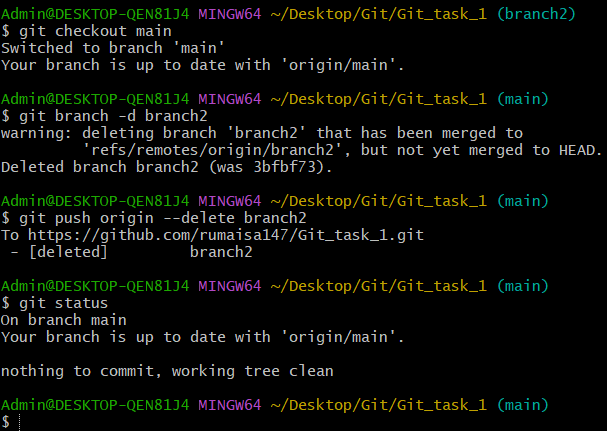 Admin@DESKTOP-QEN81J4 MINGW64 ~/Desktop/Git/Git_task_1 (branch2)
$ git checkout main
Switched to branch 'main'
Your branch is up to date with 'origin/main'.

Admin@DESKTOP-QEN81J4 MINGW64 ~/Desktop/Git/Git_task_1 (main)
$ git branch -d branch2
warning: deleting branch 'branch2' that has been merged to
         'refs/remotes/origin/branch2', but not yet merged to HEAD.
Deleted branch branch2 (was 3bfbf73).

Admin@DESKTOP-QEN81J4 MINGW64 ~/Desktop/Git/Git_task_1 (main)
$ git push origin --delete branch2
To https://github.com/rumaisa147/Git_task_1.git
 - [deleted]         branch2

Admin@DESKTOP-QEN81J4 MINGW64 ~/Desktop/Git/Git_task_1 (main)
$ git status
On branch main
Your branch is up to date with 'origin/main'.

nothing to commit, working tree clean

Admin@DESKTOP-QEN81J4 MINGW64 ~/Desktop/Git/Git_task_1 (main)
$